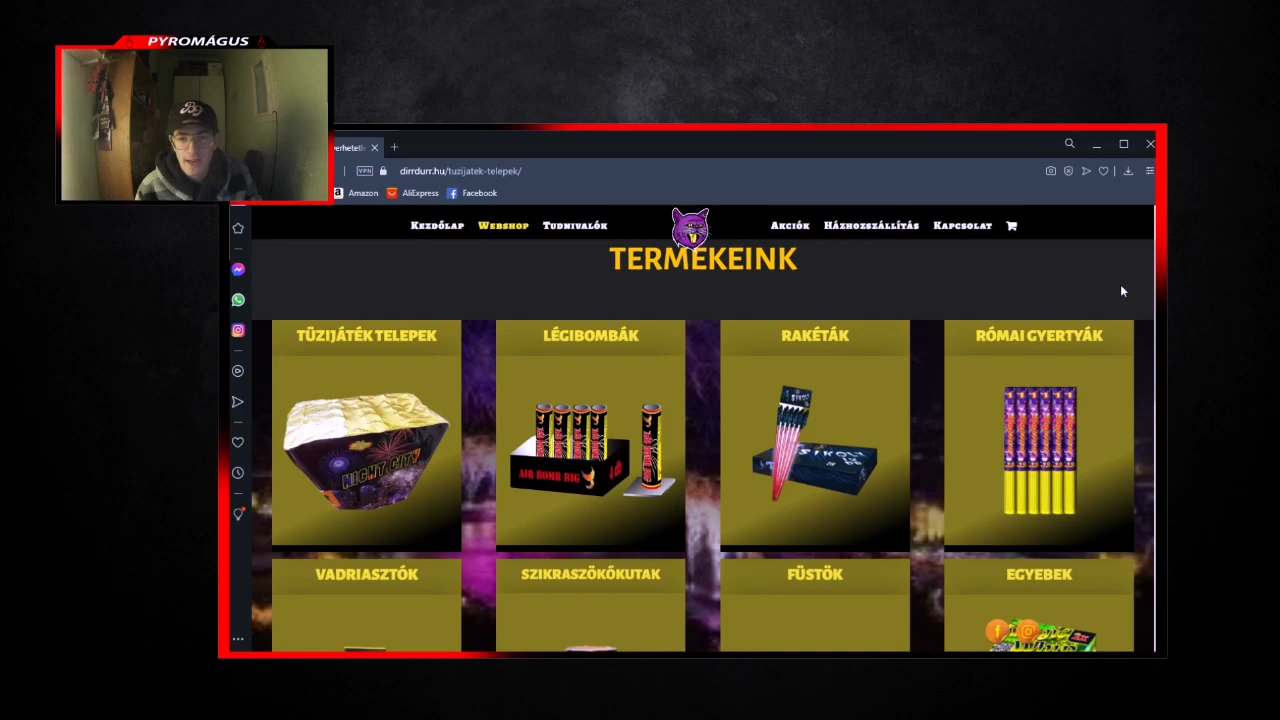 PYROMÁGUS
VPN
dirrdurr.hu/tuzijatek-telepek/
Amazon
AliExpress
Facebook
KEZDŐLAP
WEBSHOP
TUDNIVALÓK
AKCIÓK
HÁZHOZSZÁLLÍTÁS
KAPCSOLAT
TERMÉKEINK
TŰZIJÁTÉK TELEPEK
LÉGIBOMBÁK
RAKÉTÁK
RÓMAI GYERTYÁK
NIGHT CITY
AIR BOMB BIG
VADRIASZTÓK
SZIKRASZÖKŐKUTAK
FÜSTÖK
EGYEBEK